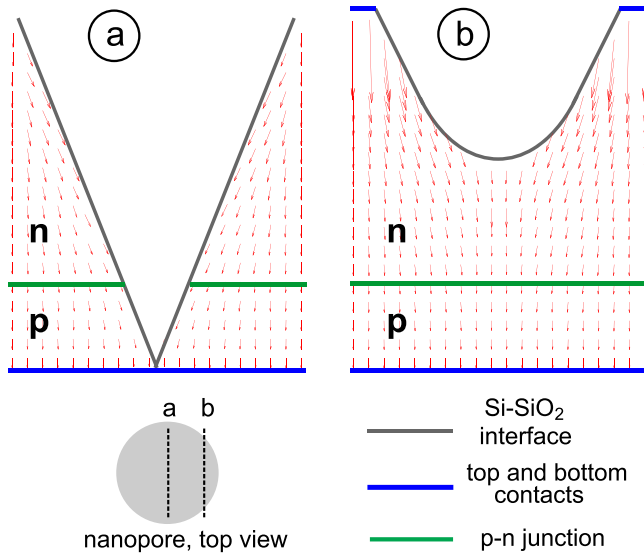 a
b
n
n
p
p
a b
nanopore, top view
Si-SiO₂
interface
top and bottom
contacts
p-n junction